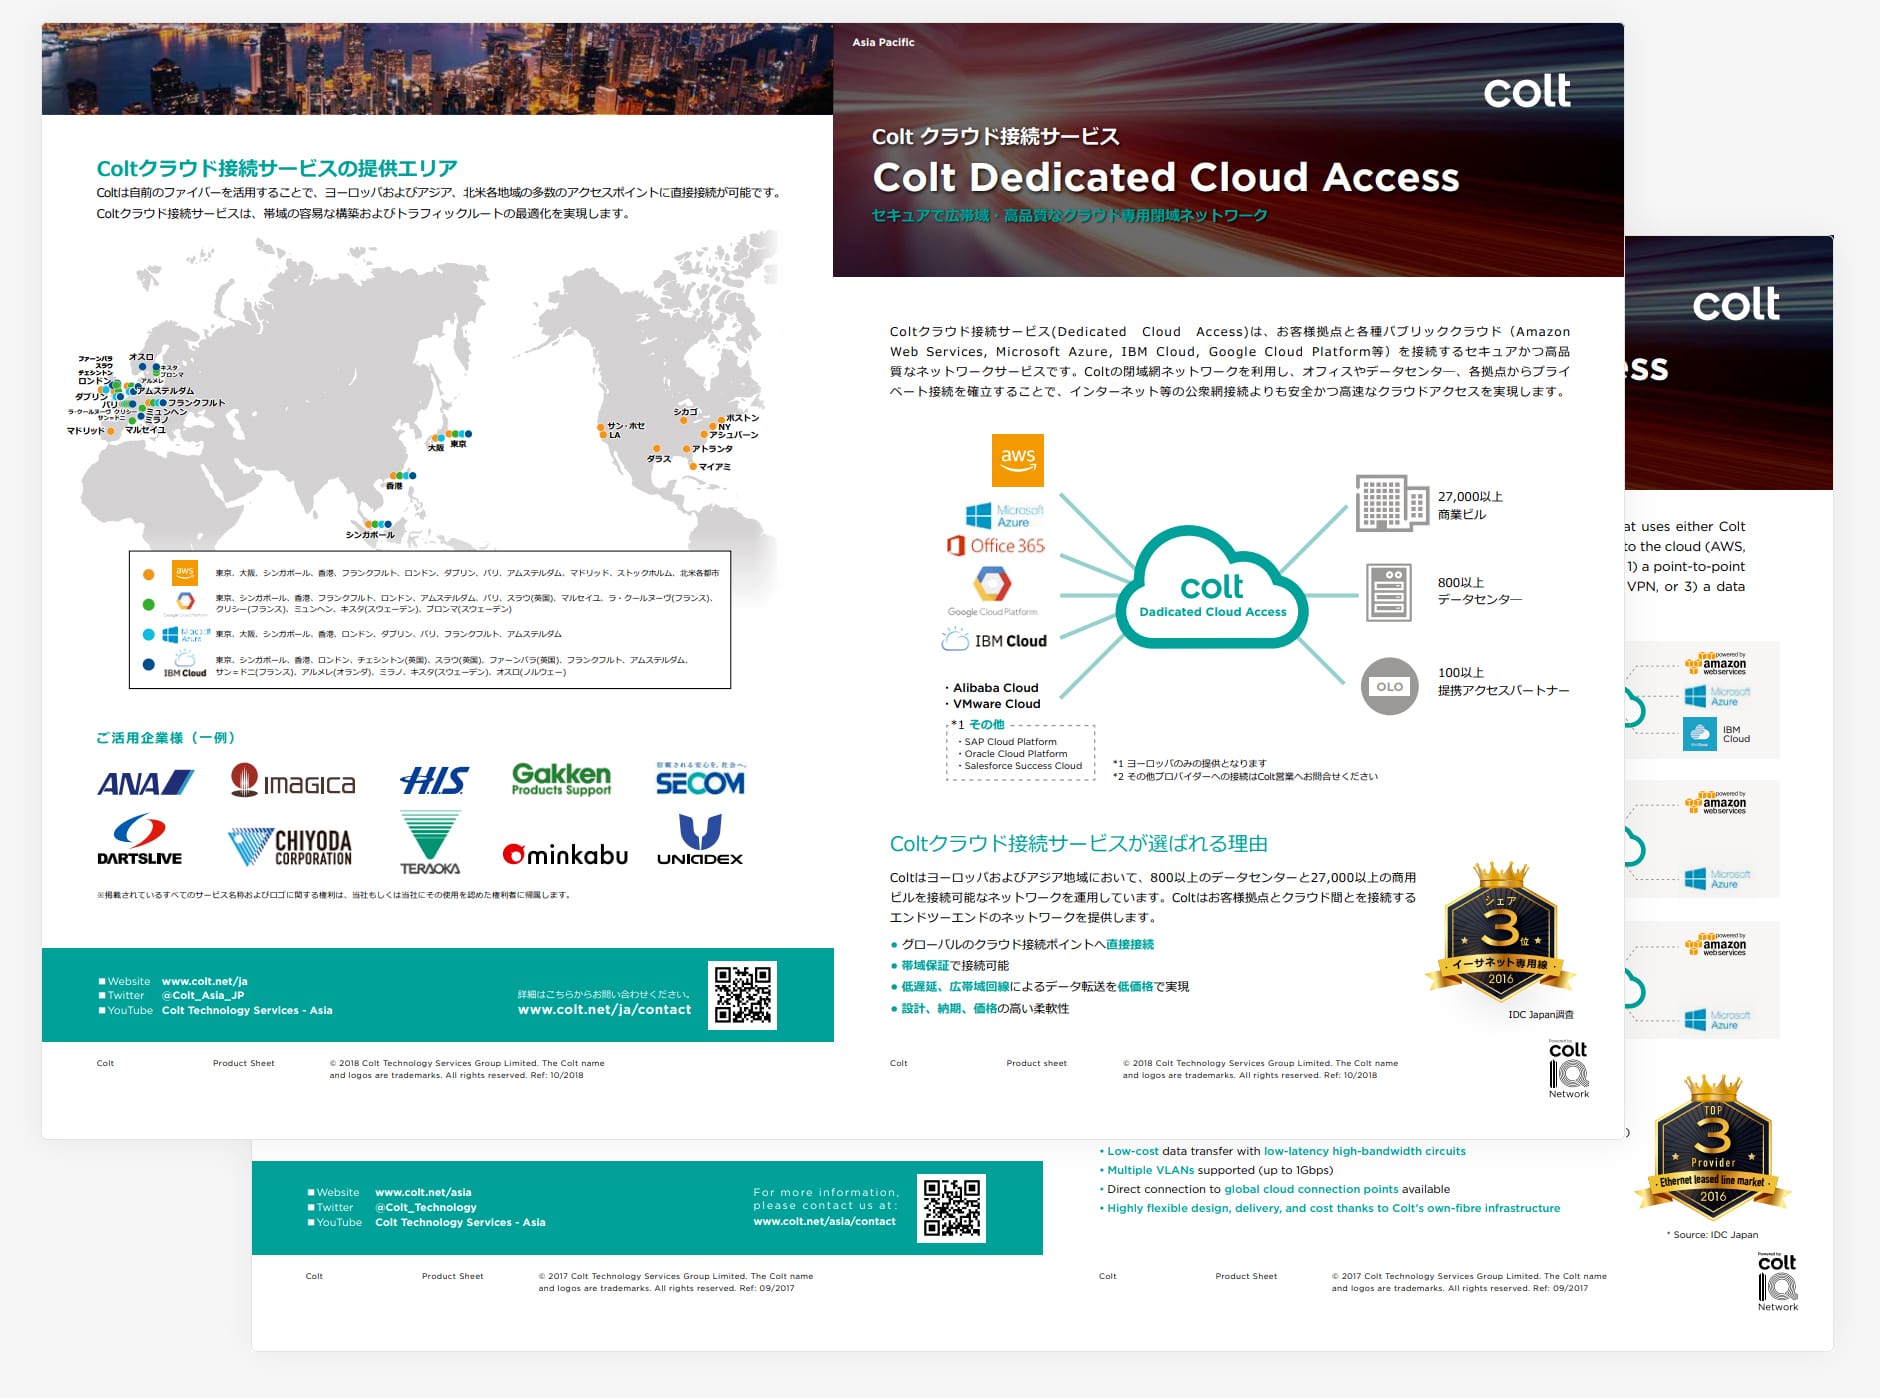 Asia Pacific
colt
Colt クラウド接続サービス
Colt Dedicated Cloud Access
セキュアで広帯域・高品質なクラウド専用閉域ネットワーク
Coltクラウド接続サービスの提供エリア
Coltは自前のファイバーを活用することで、ヨーロッパおよびアジア、北米各地域の多数のアクセスポイントに直接接続が可能です。
Coltクラウド接続サービスは、帯域の容易な構築およびトラフィックルートの最適化を実現します。
ファーンバラ
スラウ
チェシントン
ロンドン
ダブリン
パリ
ラ・クールヌーヴ クリシー
サン=ドニ
マドリッド
マルセイユ
オスロ
キスタ
ブロンマ
アルメレ
アムステルダム
フランクフルト
ミュンヘン
ミラノ
大阪
東京
香港
シンガポール
サン・ホセ
LA
シカゴ
ボストン
NY
アシュバーン
アトランタ
ダラス
マイアミ
aws
東京、大阪、シンガポール、香港、フランクフルト、ロンドン、ダブリン、パリ、アムステルダム、マドリッド、ストックホルム、北米各都市
Google Cloud Platform
東京、シンガポール、香港、フランクフルト、ロンドン、アムステルダム、パリ、スラウ(英国)、マルセイユ、ラ・クールヌーヴ(フランス)、
クリシー(フランス)、ミュンヘン、キスタ(スウェーデン)、ブロンマ(スウェーデン)
Microsoft
Azure
東京、大阪、シンガポール、香港、ロンドン、ダブリン、パリ、フランクフルト、アムステルダム
IBM Cloud
東京、シンガポール、香港、ロンドン、チェシントン(英国)、スラウ(英国)、ファーンバラ(英国)、フランクフルト、アムステルダム、
サン＝ドニ(フランス)、アルメレ(オランダ)、ミラノ、キスタ(スウェーデン)、オスロ(ノルウェー)
ご活用企業様（一例）
ANA
IMAGICA
H.I.S.
Gakken
Products Support
信頼される安心を、社会へ。
SECOM
DARTSLIVE
CHIYODA
CORPORATION
TERAOKA
minkabu
UNIADEX
※掲載されているすべてのサービス名称およびロゴに関する権利は、当社もしくは当社にその使用を認めた権利者に帰属します。
■Website www.colt.net/ja
■Twitter @Colt_Asia_JP
■YouTube Colt Technology Services - Asia
詳細はこちらからお問い合わせください。
www.colt.net/ja/contact
Colt
Product Sheet
© 2018 Colt Technology Services Group Limited. The Colt name
and logos are trademarks. All rights reserved. Ref: 10/2018
Coltクラウド接続サービス(Dedicated Cloud Access)は、お客様拠点と各種パブリッククラウド（Amazon
Web Services, Microsoft Azure, IBM Cloud, Google Cloud Platform等）を接続するセキュアかつ高品
質なネットワークサービスです。Coltの閉域網ネットワークを利用し、オフィスやデータセンター、各拠点からプライ
ベート接続を確立することで、インターネット等の公衆網接続よりも安全かつ高速なクラウドアクセスを実現します。
aws
Microsoft
Azure
Office 365
Google Cloud Platform
IBM Cloud
・Alibaba Cloud
・VMware Cloud
*1 その他
・SAP Cloud Platform
・Oracle Cloud Platform
・Salesforce Success Cloud
colt
Dadicated Cloud Access
27,000以上
商業ビル
800以上
データセンター
OLO
100以上
提携アクセスパートナー
*1 ヨーロッパのみの提供となります
*2 その他プロバイダーへの接続はColt営業へお問合せください
Coltクラウド接続サービスが選ばれる理由
Coltはヨーロッパおよびアジア地域において、800以上のデータセンターと27,000以上の商用
ビルを接続可能なネットワークを運用しています。Coltはお客様拠点とクラウド間とを接続する
エンドツーエンドのネットワークを提供します。
● グローバルのクラウド接続ポイントへ直接接続
● 帯域保証で接続可能
● 低遅延、広帯域回線によるデータ転送を低価格で実現
● 設計、納期、価格の高い柔軟性
シェア
3位
イーサネット専用線
2016
IDC Japan調査
Colt
Product sheet
© 2018 Colt Technology Services Group Limited. The Colt name
and logos are trademarks. All rights reserved. Ref: 10/2018
Powered by
colt
IQ
Network
colt
ess
at uses either Colt
to the cloud (AWS,
1) a point-to-point
VPN, or 3) a data
powered by
amazon
webservices
Microsoft
Azure
IBM
Cloud
powered by
amazon
webservices
Microsoft
Azure
powered by
amazon
webservices
Microsoft
Azure
)
• Low-cost data transfer with low-latency high-bandwidth circuits
• Multiple VLANs supported (up to 1Gbps)
• Direct connection to global cloud connection points available
• Highly flexible design, delivery, and cost thanks to Colt's own-fibre infrastructure
TOP
3
Provider
Ethernet leased line market
2016
* Source: IDC Japan
■Website www.colt.net/asia
■Twitter @Colt_Technology
■YouTube Colt Technology Services - Asia
For more information,
please contact us at:
www.colt.net/asia/contact
Colt
Product Sheet
© 2017 Colt Technology Services Group Limited. The Colt name
and logos are trademarks. All rights reserved. Ref: 09/2017
Colt
Product Sheet
© 2017 Colt Technology Services Group Limited. The Colt name
and logos are trademarks. All rights reserved. Ref: 09/2017
Powered by
colt
IQ
Network